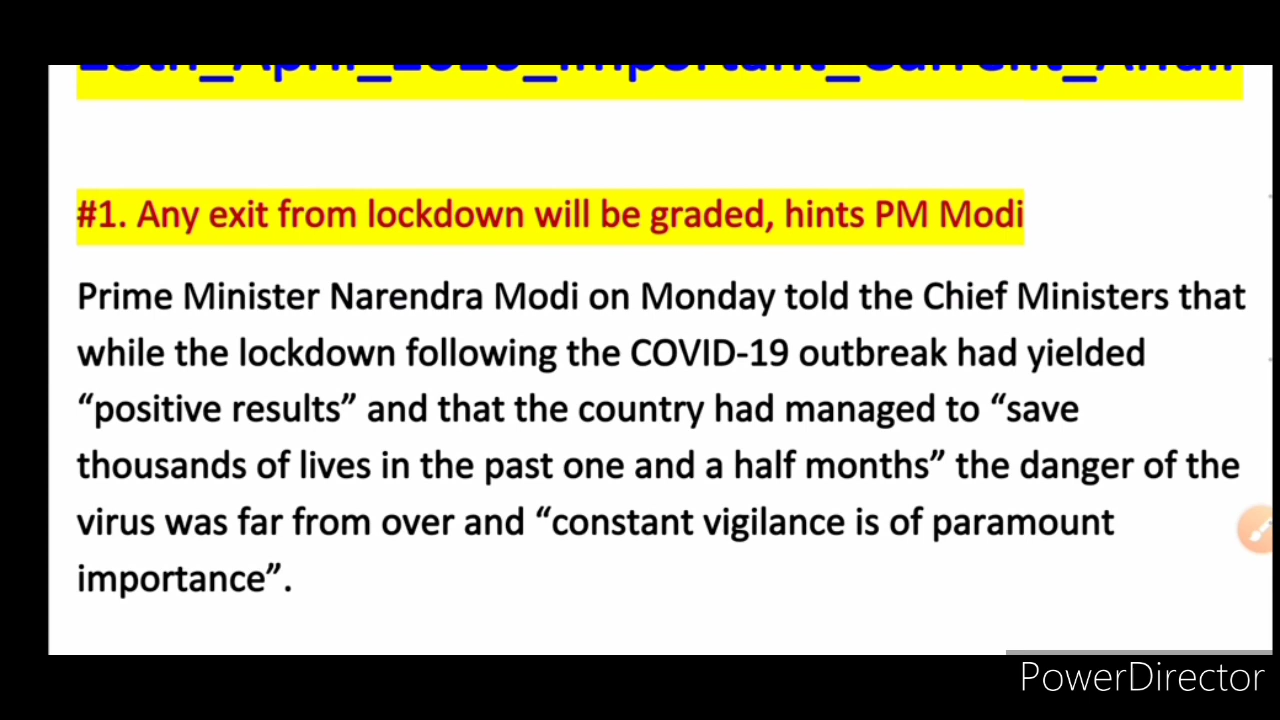 #1. Any exit from lockdown will be graded, hints PM Modi
Prime Minister Narendra Modi on Monday told the Chief Ministers that
while the lockdown following the COVID-19 outbreak had yielded
“positive results” and that the country had managed to “save
thousands of lives in the past one and a half months” the danger of the
virus was far from over and “constant vigilance is of paramount
importance”.
PowerDirector